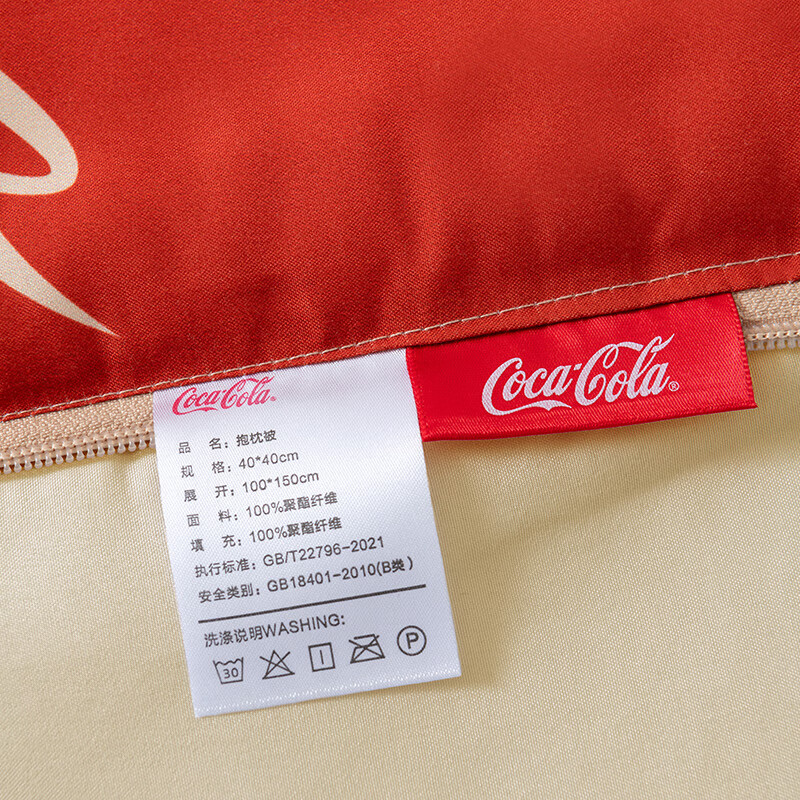 Coca-Cola®
Coca-Cola®
品 名：抱枕被
规 格：40*40cm
展 开：100*150cm
面 料：100%聚酯纤维
填 充：100%聚酯纤维
执行标准：GB/T22796-2021
安全类别：GB18401-2010(B类)
洗涤说明WASHING:
30
P